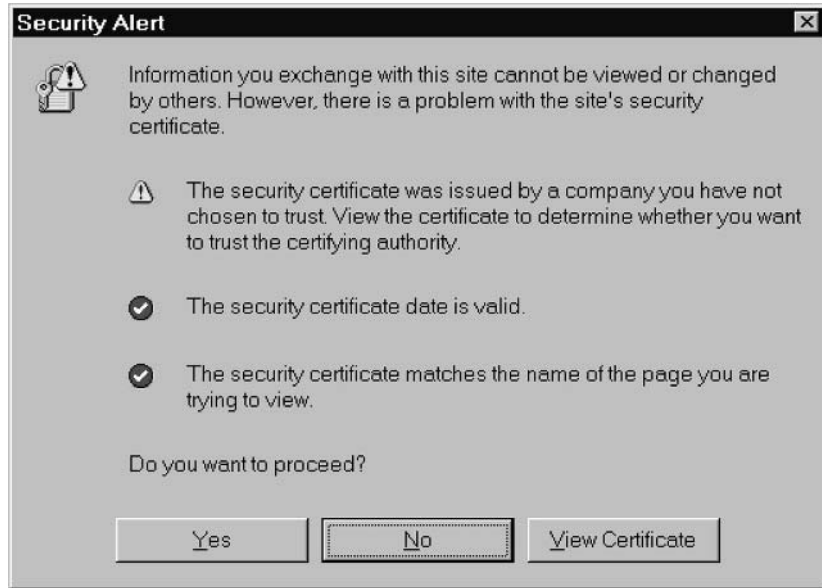 Security Alert
Information you exchange with this site cannot be viewed or changed
by others. However, there is a problem with the site's security
certificate.
The security certificate was issued by a company you have not
chosen to trust. View the certificate to determine whether you want
to trust the certifying authority.
The security certificate date is valid.
The security certificate matches the name of the page you are
trying to view.
Do you want to proceed?
Yes No View Certificate